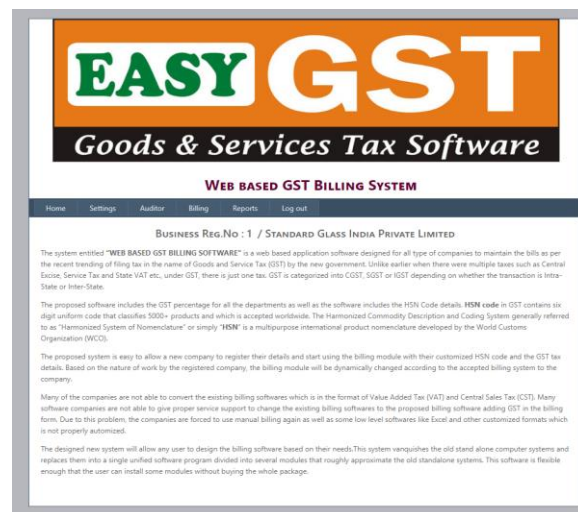 EASY GST
Goods & Services Tax Software
WEB BASED GST BILLING SYSTEM
Home Settings Auditor Billing Reports Log out
BUSINESS REG.NO : 1 / STANDARD GLASS INDIA PRIVATE LIMITED
The system entitled "WEB BASED GST BILLING SOFTWARE" is a web based application software designed for all type of companies to maintain the bills as per
the recent trending of filing tax in the name of Goods and Service Tax (GST) by the new government. Unlike earlier when there were multiple taxes such as Central
Excise, Service Tax and State VAT etc., under GST, there is just one tax. GST is categorized into CGST, SGST or IGST depending on whether the transaction is Intra-
State or Inter-State.
The proposed software includes the GST percentage for all the departments as well as the software includes the HSN Code details. HSN code in GST contains six
digit uniform code that classifies 5000+ products and which is accepted worldwide. The Harmonized Commodity Description and Coding System generally referred
to as "Harmonized System of Nomenclature" or simply "HSN" is a multipurpose international product nomenclature developed by the World Customs
Organization (WCO).
The proposed system is easy to allow a new company to register their details and start using the billing module with their customized HSN code and the GST tax
details. Based on the nature of work by the registered company, the billing module will be dynamically changed according to the accepted billing system to the
company.
Many of the companies are not able to convert the existing billing softwares which is in the format of Value Added Tax (VAT) and Central Sales Tax (CST). Many
software companies are not able to give proper service support to change the existing billing softwares to the proposed billing software adding GST in the billing
form. Due to this problem, the companies are forced to use manual billing again as well as some low level softwares like Excel and other customized formats which
is not properly automized.
The designed new system will allow any user to design the billing software based on their needs.This system vanquishes the old stand alone computer systems and
replaces them into a single unified software program divided into several modules that roughly approximate the old standalone systems. This software is flexible
enough that the user can install some modules without buying the whole package.